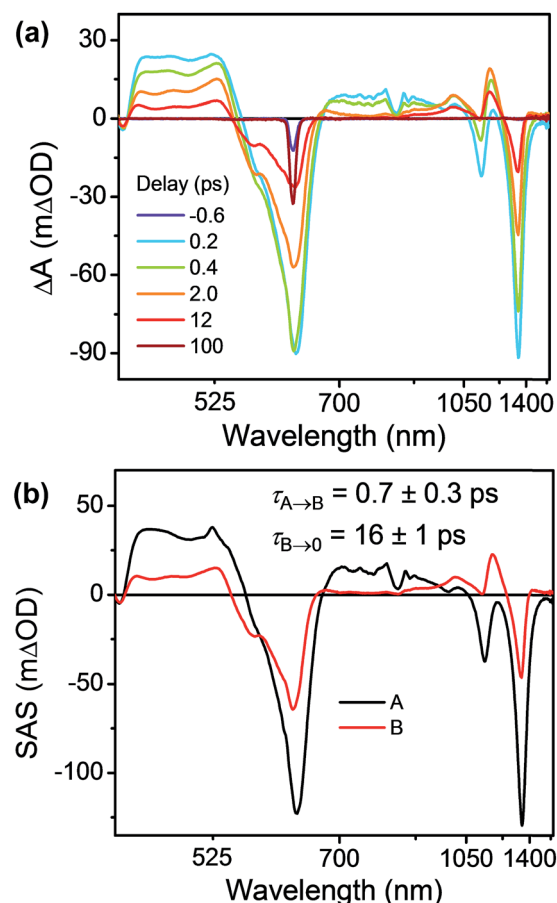 (a)
30
0
-30
-60
-90
ΔA (mΔOD)
Delay (ps)
-0.6
0.2
0.4
2.0
12
100
525
700
1050
1400
Wavelength (nm)
(b)
τA→B = 0.7 ± 0.3 ps
τB→0 = 16 ± 1 ps
50
0
-50
-100
SAS (mΔOD)
A
B
525
700
1050
1400
Wavelength (nm)